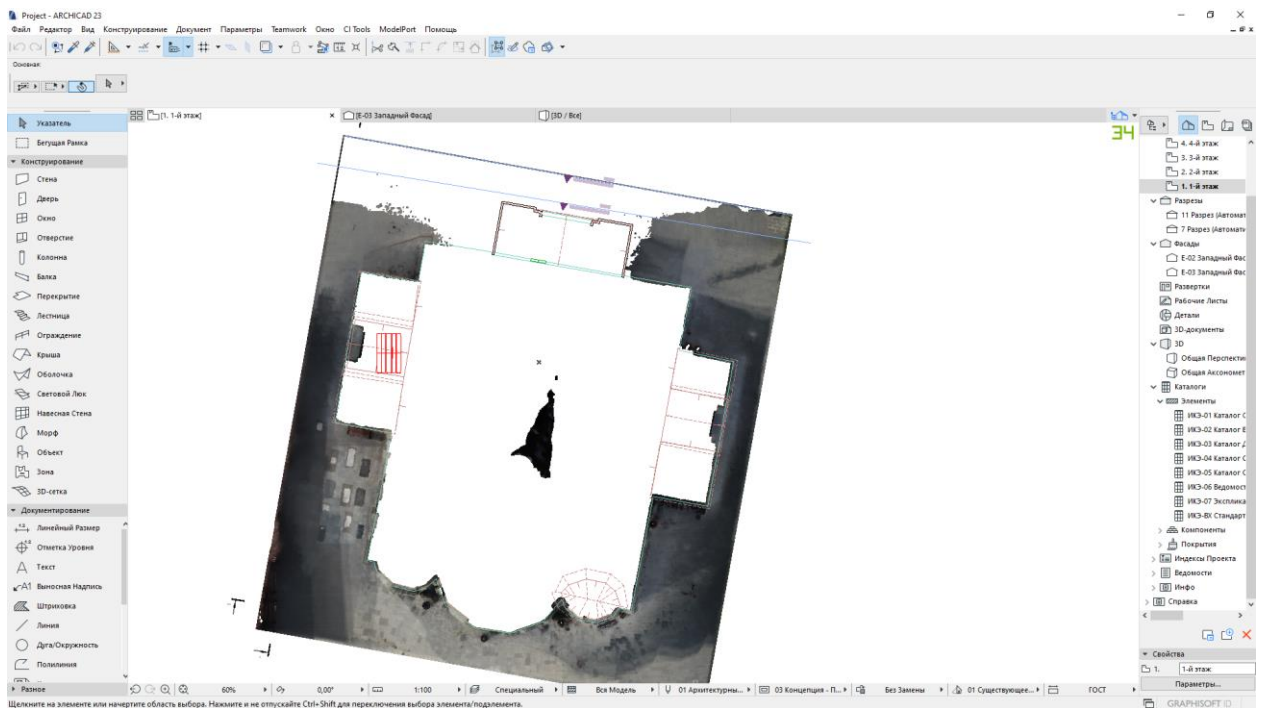 Project - ARCHICAD 23
Файл Редактор Вид Конструирование Документ Параметры Teamwork Окно CI Tools ModelPort Помощь
Основная:
[1. 1-й этаж]
[E-03 Западный Фасад]
[3D / Все]
34
Указатель
Бегущая Рамка
Конструирование
Стена
Дверь
Окно
Отверстие
Колонна
Балка
Перекрытие
Лестница
Ограждение
Крыша
Оболочка
Световой Люк
Навесная Стена
Морф
Объект
Зона
3D-сетка
Документирование
Линейный Размер
Отметка Уровня
Текст
Выносная Надпись
Штриховка
Линия
Дуга/Окружность
Полилиния
Разное
4. 4-й этаж
3. 3-й этаж
2. 2-й этаж
1. 1-й этаж
Разрезы
11 Разрез (Автомат
7 Разрез (Автомати
Фасады
E-02 Западный Фас
E-03 Западный Фас
Развертки
Рабочие Листы
Детали
3D-документы
3D
Общая Перспекти
Общая Аксономет
Каталоги
Элементы
ИКЭ-01 Каталог С
ИКЭ-02 Каталог В
ИКЭ-03 Каталог Д
ИКЭ-04 Каталог С
ИКЭ-05 Каталог С
ИКЭ-06 Ведомост
ИКЭ-07 Эксплика
ИКЭ-ВХ Стандарт
Компоненты
Покрытия
Индексы Проекта
Ведомости
Инфо
Справка
Свойства
1. 1-й этаж
Параметры...
60% 0,00° 1:100 Специальный Вся Модель 01 Архитектурны... 03 Концепция - П... Без Замены 01 Существующее... ГОСТ
Щелкните на элементе или начертите область выбора. Нажмите и не отпускайте Ctrl+Shift для переключения выбора элемента/подэлемента.
GRAPHISOFT ID